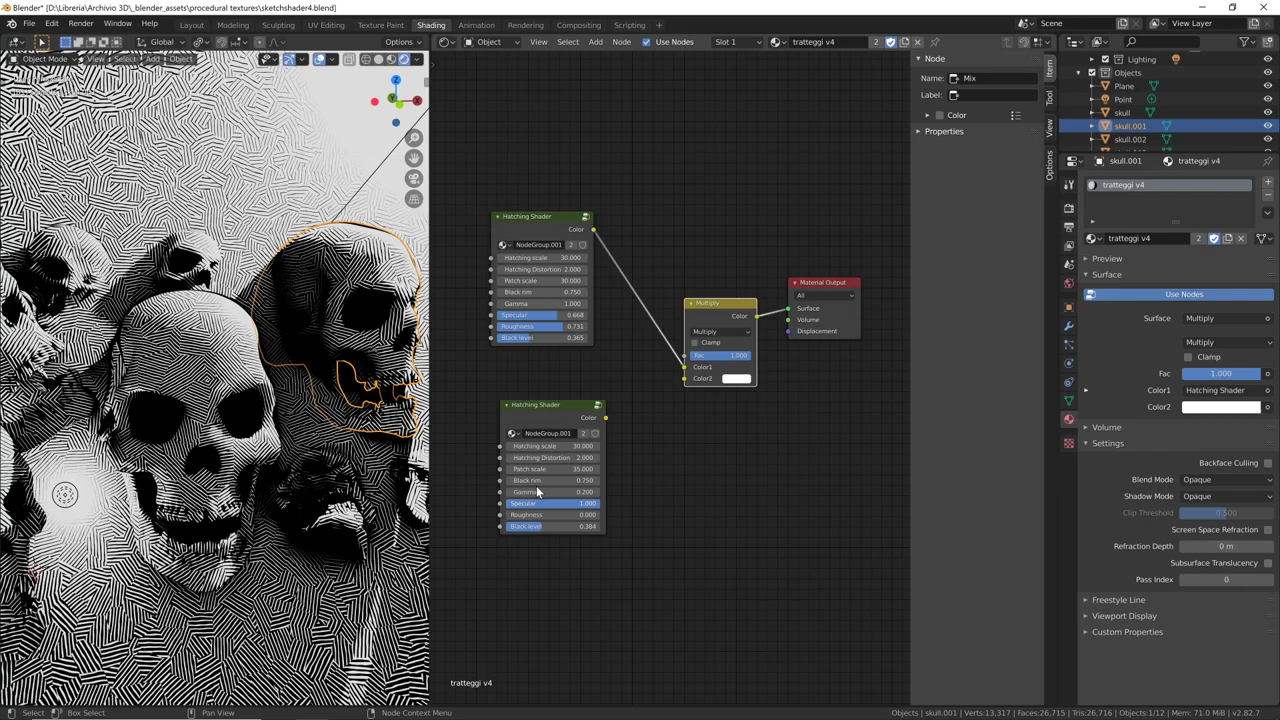 Blender* [D:\Libreria\Archivio 3D\_blender_assets\procedural textures\sketchshader4.blend]
File Edit Render Window Help Layout Modeling Sculpting UV Editing Texture Paint Shading Animation Rendering Compositing Scripting Scene View Layer
Global Options Object View Select Add Node Use Nodes Slot 1 tratteggi v4 2
Object Mode View Select Add Object
Z
Y
X
Hatching Shader
Color
NodeGroup.001 2
Hatching scale 30.000
Hatching Distortion 2.000
Patch scale 30.000
Black rim 0.750
Gamma 1.000
Specular 0.668
Roughness 0.731
Black level 0.365
Multiply
Color
Multiply
Clamp
Fac 1.000
Color1
Color2
Material Output
All
Surface
Volume
Displacement
Hatching Shader
Color
NodeGroup.001 2
Hatching scale 30.000
Hatching Distortion 2.000
Patch scale 35.000
Black rim 0.750
Gamma 0.200
Specular 1.000
Roughness 0.000
Black level 0.384
tratteggi v4
Node
Name: Mix
Label:
Color
Properties
Item
Tool
View
Options
Lighting
Objects
Plane
Point
skull
skull.001
skull.002
skull.001 tratteggi v4
tratteggi v4
tratteggi v4 2
Preview
Surface
Use Nodes
Surface Multiply
Multiply
Clamp
Fac 1.000
Color1 Hatching Shader
Color2
Volume
Settings
Backface Culling
Blend Mode Opaque
Shadow Mode Opaque
Clip Threshold 0.500
Screen Space Refraction
Refraction Depth 0 m
Subsurface Translucency
Pass Index 0
Freestyle Line
Viewport Display
Custom Properties
Select Box Select Pan View Node Context Menu Objects | skull.001 | Verts:13,317 | Faces:26,715 | Tris:26,716 | Objects:1/12 | Mem: 71.0 MiB | v2.82.7